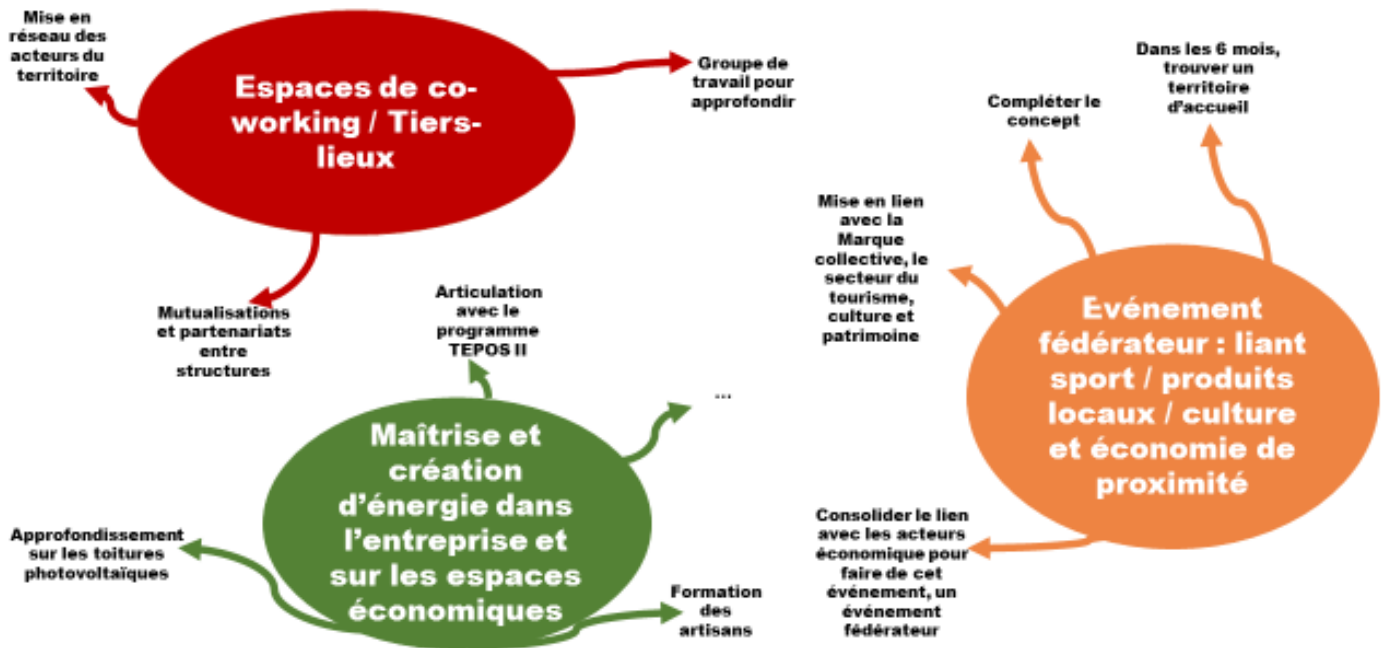 Mise en
réseau des
acteurs du
territoire
Espaces de co-
working / Tiers-
lieux
Groupe de
travail pour
approfondir
Mutualisations
et partenariats
entre
structures
Dans les 6 mois,
trouver un
territoire
d'accueil
Compléter le
concept
Mise en lien
avec la
Marque
collective, le
secteur du
tourisme,
culture et
patrimoine
Evénement
fédérateur : liant
sport / produits
locaux / culture
et économie de
proximité
Consolider le lien
avec les acteurs
économique pour
faire de cet
événement, un
événement
fédérateur
Articulation
avec le
programme
TEPOS II
...
Maîtrise et
création
d'énergie dans
l'entreprise et
sur les espaces
économiques
Approfondissement
sur les toitures
photovoltaïques
Formation
des
artisans